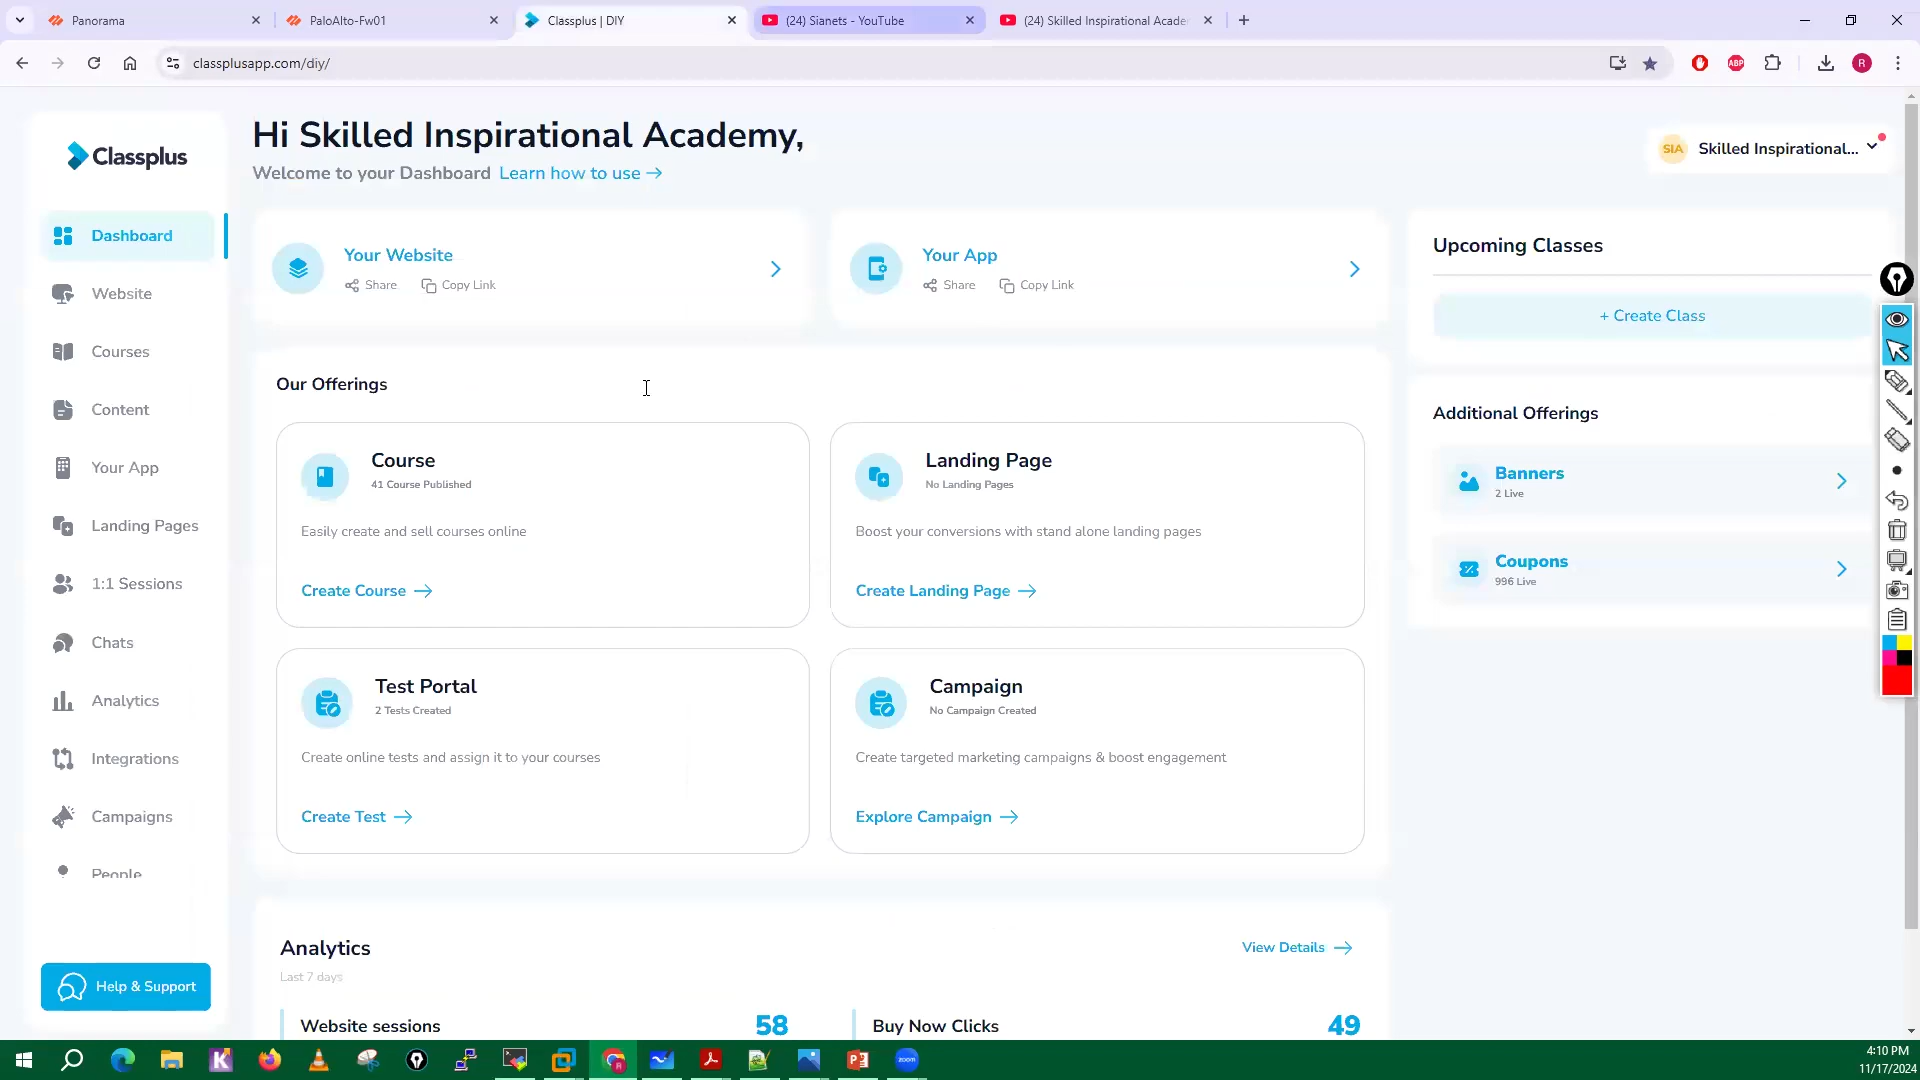 Panorama
PaloAlto-Fw01
Classplus | DIY
(24) Sianets - YouTube
(24) Skilled Inspirational Acade
classplusapp.com/diy/
ABP
R
Classplus
Hi Skilled Inspirational Academy,
Welcome to your Dashboard Learn how to use →
SIA
Skilled Inspirational...
Dashboard
Website
Courses
Content
Your App
Landing Pages
1:1 Sessions
Chats
Analytics
Integrations
Campaigns
People
Help & Support
Your Website
Share
Copy Link
Your App
Share
Copy Link
Our Offerings
Course
41 Course Published
Easily create and sell courses online
Create Course →
Landing Page
No Landing Pages
Boost your conversions with stand alone landing pages
Create Landing Page →
Test Portal
2 Tests Created
Create online tests and assign it to your courses
Create Test →
Campaign
No Campaign Created
Create targeted marketing campaigns & boost engagement
Explore Campaign →
Analytics
View Details →
Last 7 days
Website sessions
58
Buy Now Clicks
49
Upcoming Classes
+ Create Class
Additional Offerings
Banners
2 Live
Coupons
996 Live
zoom
4:10 PM
11/17/2024